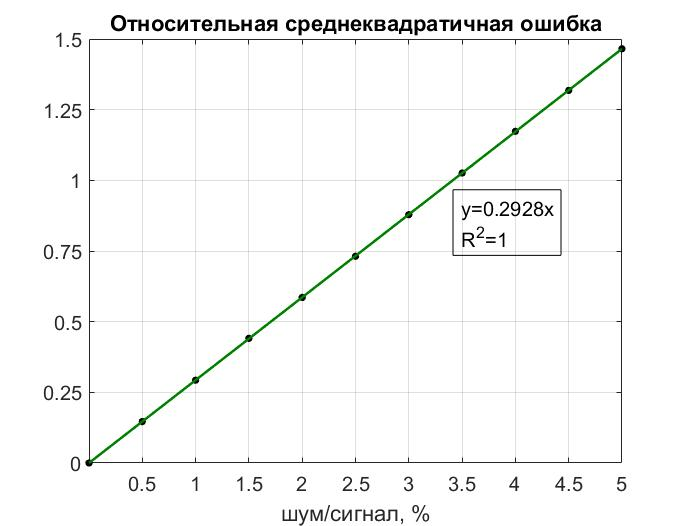 Относительная среднеквадратичная ошибка
1.5
1.25
1
0.75
0.5
0.25
0
y=0.2928x
R²=1
0.5 1 1.5 2 2.5 3 3.5 4 4.5 5
шум/сигнал, %